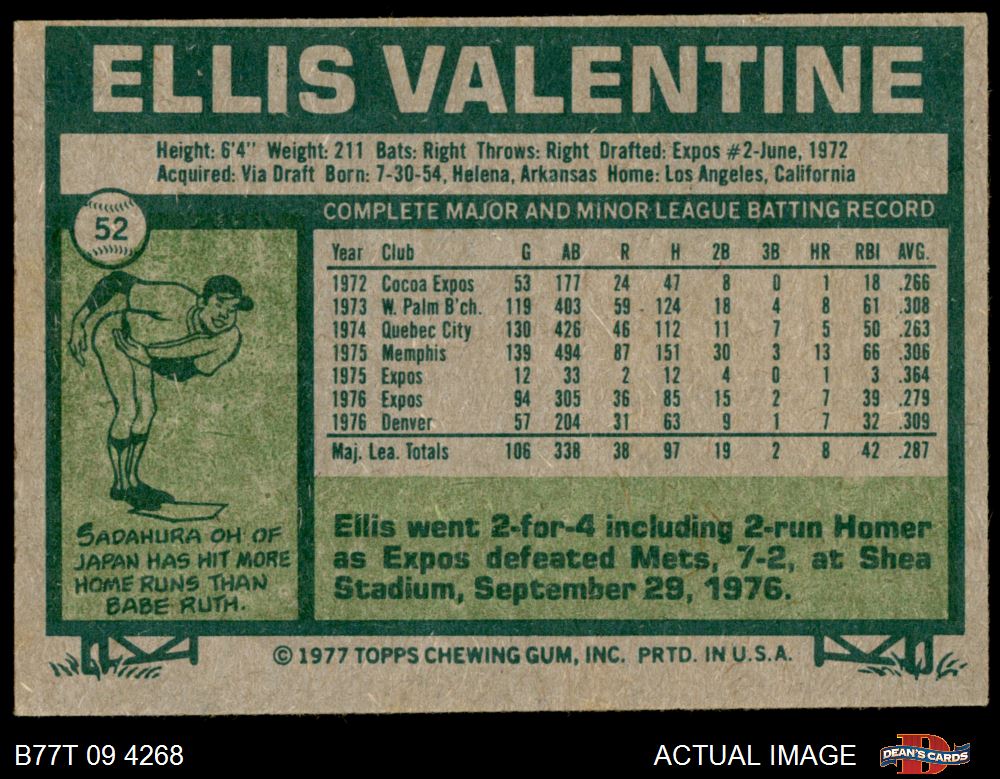 ELLIS VALENTINE
Height: 6'4" Weight: 211 Bats: Right Throws: Right Drafted: Expos #2-June, 1972
Acquired: Via Draft Born: 7-30-54, Helena, Arkansas Home: Los Angeles, California
52
COMPLETE MAJOR AND MINOR LEAGUE BATTING RECORD
Year Club G AB R H 2B 3B HR RBI AVG.
1972 Cocoa Expos 53 177 24 47 8 0 1 18 .266
1973 W. Palm B'ch. 119 403 59 124 18 4 8 61 .308
1974 Quebec City 130 426 46 112 11 7 5 50 .263
1975 Memphis 139 494 87 151 30 3 13 66 .306
1975 Expos 12 33 2 12 4 0 1 3 .364
1976 Expos 94 305 36 85 15 2 7 39 .279
1976 Denver 57 204 31 63 9 1 7 32 .309
Maj. Lea. Totals 106 338 38 97 19 2 8 42 .287
SADAHURA OH OF
JAPAN HAS HIT MORE
HOME RUNS THAN
BABE RUTH.
Ellis went 2-for-4 including 2-run Homer
as Expos defeated Mets, 7-2, at Shea
Stadium, September 29, 1976.
© 1977 TOPPS CHEWING GUM, INC. PRTD. IN U.S.A.
B77T 09 4268
ACTUAL IMAGE
DEAN'S CARDS